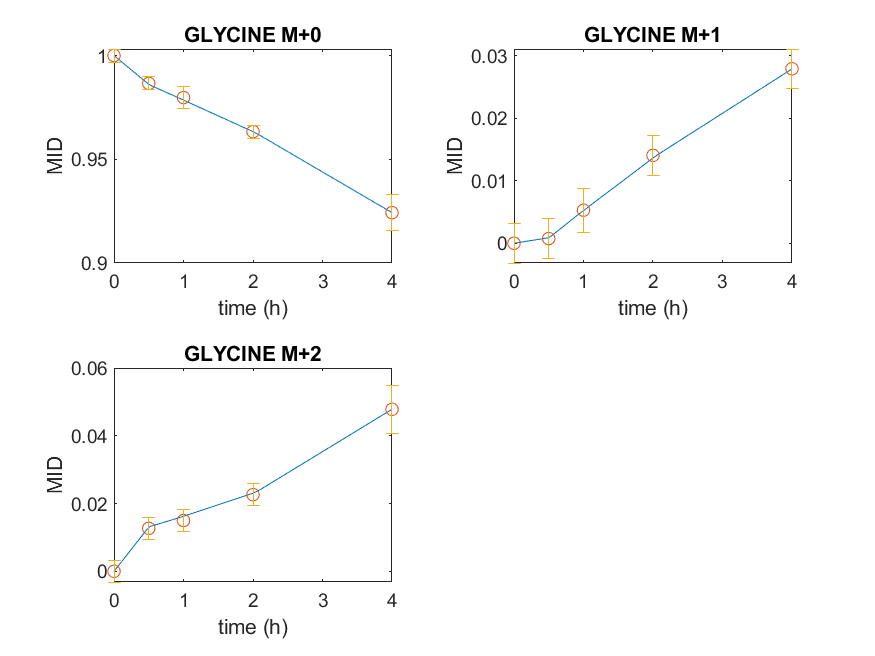 GLYCINE M+0
1
0.95
0.9
MID
0 1 2 3 4
time (h)
GLYCINE M+1
0.03
0.02
0.01
0
MID
0 1 2 3 4
time (h)
GLYCINE M+2
0.06
0.04
0.02
0
MID
0 1 2 3 4
time (h)